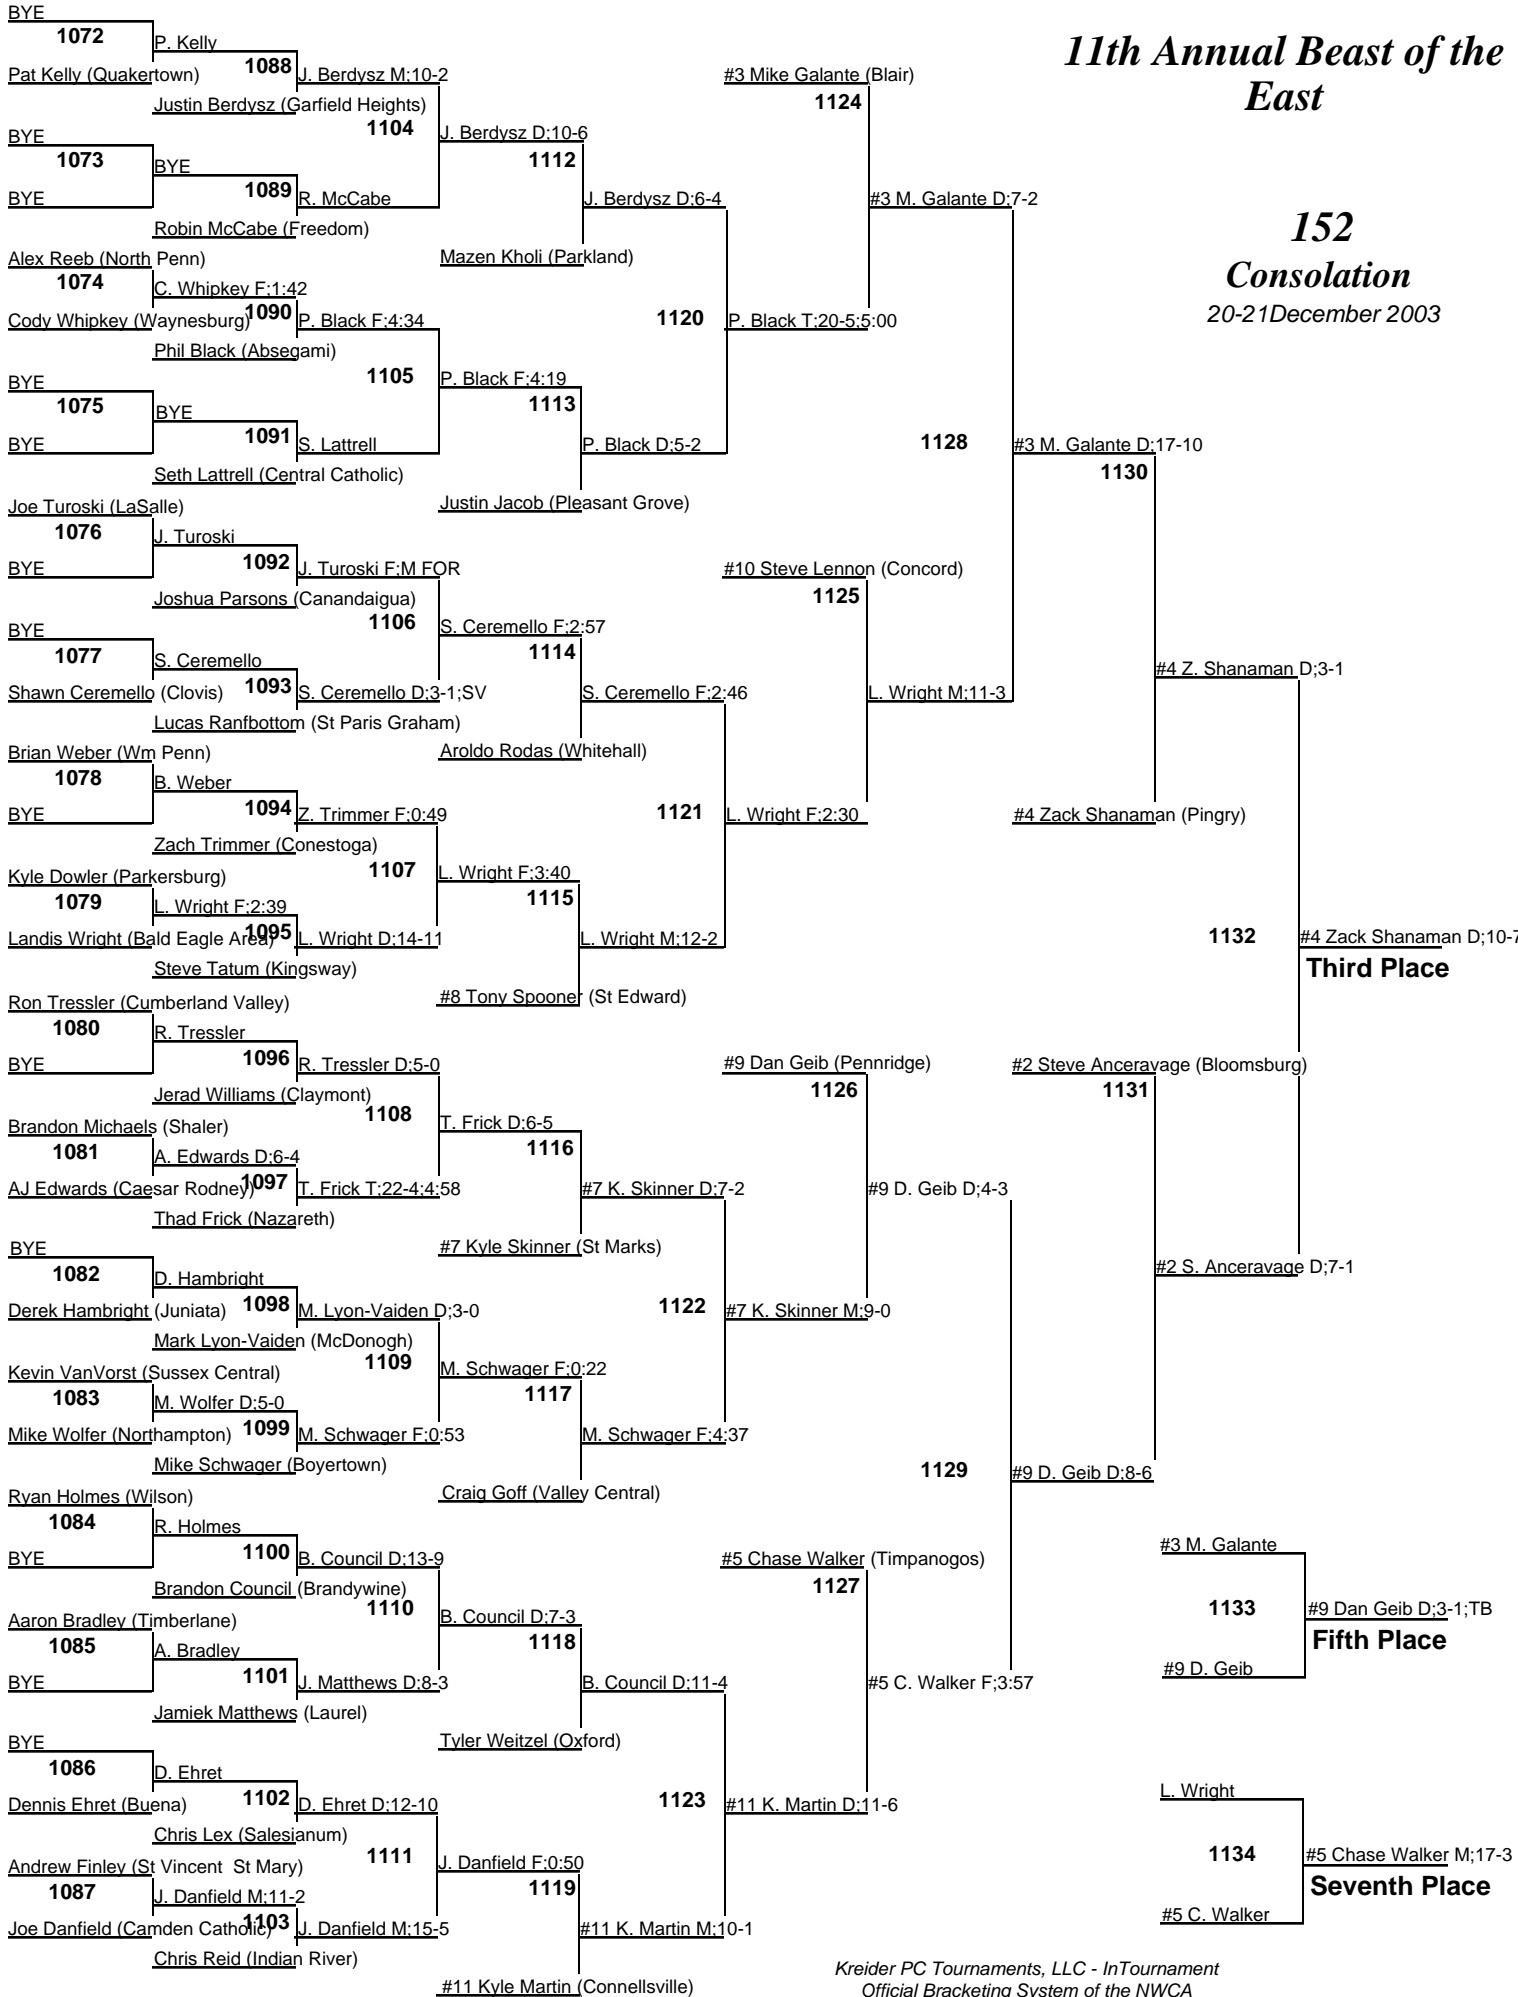 11th Annual Beast of the
East
152
Consolation
20-21December 2003
BYE
1072
Pat Kelly (Quakertown)
P. Kelly
1088
Justin Berdysz (Garfield Heights)
J. Berdysz M;10-2
1104
BYE
1073
BYE
BYE
1089
Robin McCabe (Freedom)
R. McCabe
J. Berdysz D;10-6
1112
Mazen Kholi (Parkland)
J. Berdysz D;6-4
Alex Reeb (North Penn)
1074
Cody Whipkey (Waynesburg)
C. Whipkey F;1:42
1090
Phil Black (Absegami)
P. Black F;4:34
1105
BYE
1075
BYE
BYE
1091
Seth Lattrell (Central Catholic)
S. Lattrell
P. Black F;4:19
1113
Justin Jacob (Pleasant Grove)
P. Black D;5-2
1120
P. Black T;20-5;5:00
#3 Mike Galante (Blair)
1124
#3 M. Galante D;7-2
Joe Turoski (LaSalle)
1076
BYE
J. Turoski
1092
Joshua Parsons (Canandaigua)
J. Turoski F;M FOR
1106
BYE
1077
Shawn Ceremello (Clovis)
S. Ceremello
1093
Lucas Ranfbottom (St Paris Graham)
S. Ceremello D;3-1;SV
S. Ceremello F;2:57
1114
Aroldo Rodas (Whitehall)
S. Ceremello F;2:46
Brian Weber (Wm Penn)
1078
BYE
B. Weber
1094
Zach Trimmer (Conestoga)
Z. Trimmer F;0:49
1107
Kyle Dowler (Parkersburg)
1079
Landis Wright (Bald Eagle Area)
L. Wright F;2:39
1095
Steve Tatum (Kingsway)
L. Wright D;14-11
L. Wright F;3:40
1115
#8 Tony Spooner (St Edward)
L. Wright M;12-2
1121
L. Wright F;2:30
#10 Steve Lennon (Concord)
1125
L. Wright M;11-3
1128
#3 M. Galante D;17-10
1130
#4 Zack Shanaman (Pingry)
#4 Z. Shanaman D;3-1
Ron Tressler (Cumberland Valley)
1080
BYE
R. Tressler
1096
Jerad Williams (Claymont)
R. Tressler D;5-0
1108
Brandon Michaels (Shaler)
1081
AJ Edwards (Caesar Rodney)
A. Edwards D;6-4
1097
Thad Frick (Nazareth)
T. Frick T;22-4;4:58
T. Frick D;6-5
1116
#7 Kyle Skinner (St Marks)
#7 K. Skinner D;7-2
BYE
1082
Derek Hambright (Juniata)
D. Hambright
1098
Mark Lyon-Vaiden (McDonogh)
M. Lyon-Vaiden D;3-0
1109
Kevin VanVorst (Sussex Central)
1083
Mike Wolfer (Northampton)
M. Wolfer D;5-0
1099
Mike Schwager (Boyertown)
M. Schwager F;0:53
M. Schwager F;0:22
1117
Craig Goff (Valley Central)
M. Schwager F;4:37
1122
#7 K. Skinner M;9-0
#9 Dan Geib (Pennridge)
1126
#9 D. Geib D;4-3
Ryan Holmes (Wilson)
1084
BYE
R. Holmes
1100
Brandon Council (Brandywine)
B. Council D;13-9
1110
Aaron Bradley (Timberlane)
1085
BYE
A. Bradley
1101
Jamiek Matthews (Laurel)
J. Matthews D;8-3
B. Council D;7-3
1118
Tyler Weitzel (Oxford)
B. Council D;11-4
BYE
1086
Dennis Ehret (Buena)
D. Ehret
1102
Chris Lex (Salesianum)
D. Ehret D;12-10
1111
Andrew Finley (St Vincent  St Mary)
1087
Joe Danfield (Camden Catholic)
J. Danfield M;11-2
1103
Chris Reid (Indian River)
J. Danfield M;15-5
J. Danfield F;0:50
1119
#11 Kyle Martin (Connellsville)
#11 K. Martin M;10-1
1123
#11 K. Martin D;11-6
#5 Chase Walker (Timpanogos)
1127
#5 C. Walker F;3:57
1129
#9 D. Geib D;8-6
#2 Steve Anceravage (Bloomsburg)
1131
#2 S. Anceravage D;7-1
1132
#4 Zack Shanaman D;10-7
Third Place
#3 M. Galante
1133
#9 D. Geib
#9 Dan Geib D;3-1;TB
Fifth Place
L. Wright
1134
#5 C. Walker
#5 Chase Walker M;17-3
Seventh Place
Kreider PC Tournaments, LLC - InTournament
Official Bracketing System of the NWCA